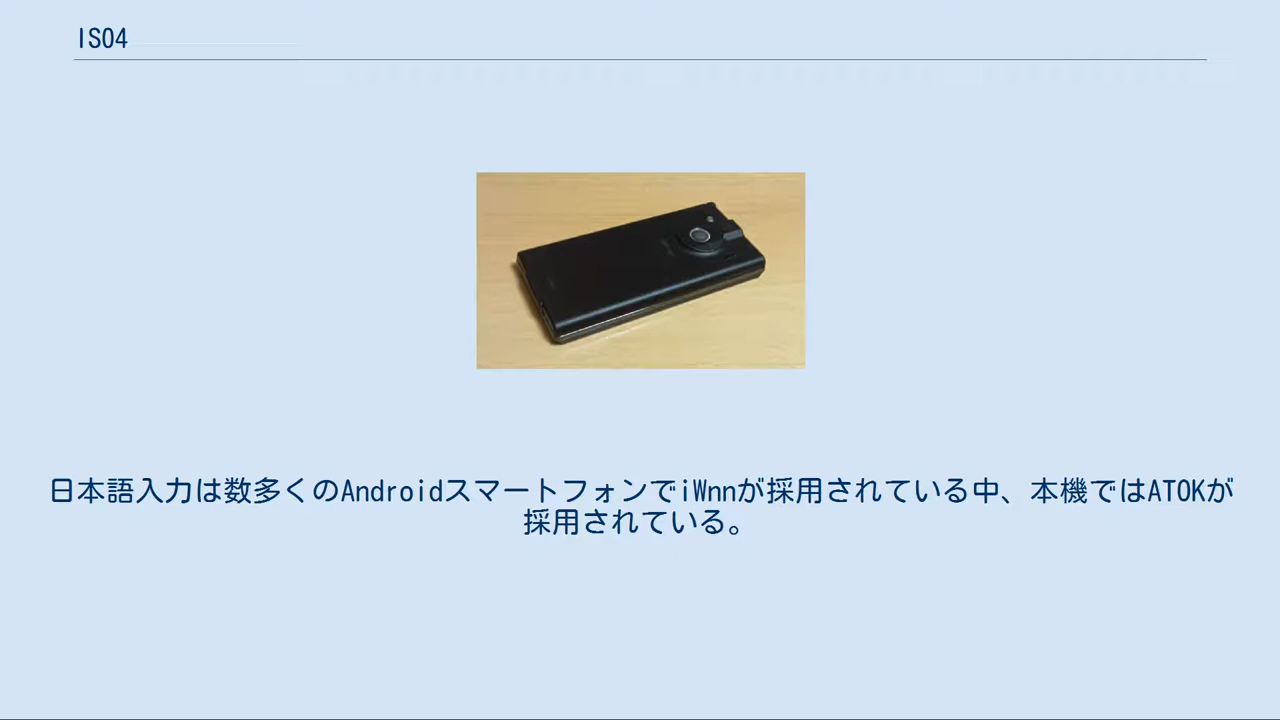 IS04
日本語入力は数多くのAndroidスマートフォンでiWnnが採用されている中、本機ではATOKが
採用されている。